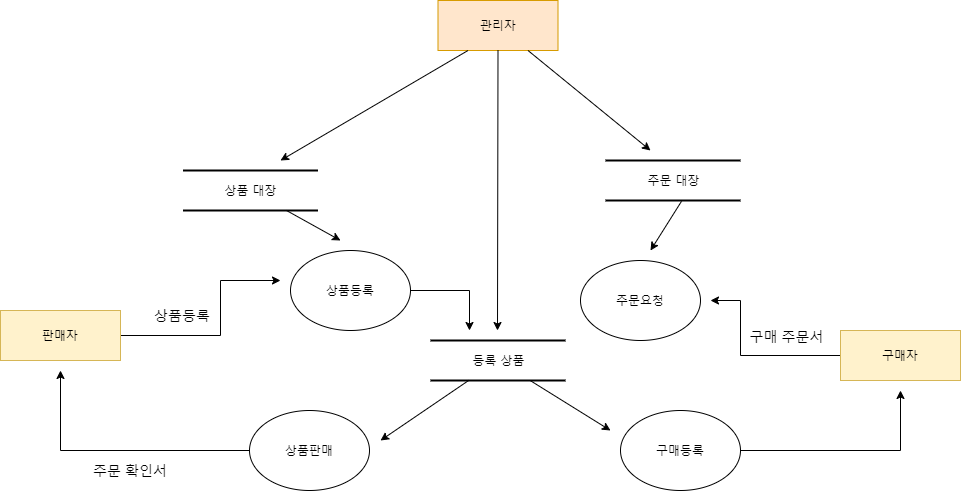 관리자
상품 대장
주문 대장
상품등록
주문요청
상품등록
판매자
구매 주문서
구매자
등록 상품
상품판매
구매등록
주문 확인서